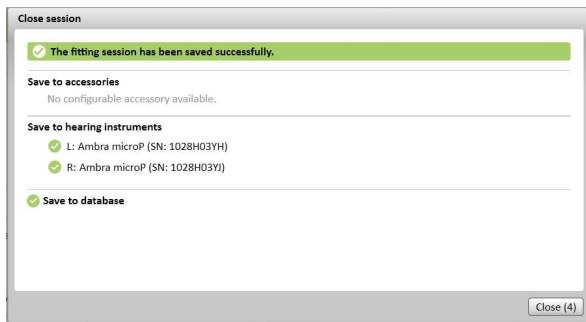 Close session
The fitting session has been saved successfully.
Save to accessories
No configurable accessory available.
Save to hearing instruments
L: Ambra microP (SN: 1028H03YH)
R: Ambra microP (SN: 1028H03YJ)
Save to database
Close (4)